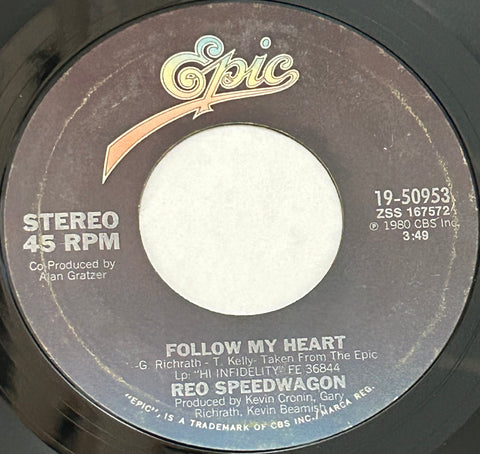 Epic
STEREO
45 RPM
Co-Produced by
Alan Gratzer
19-50953
ZSS 167572
℗ 1980 CBS Inc.
3:49
FOLLOW MY HEART
-G. Richrath - T. Kelly- Taken From The Epic
Lp: "HI INFIDELITY" FE 36844
REO SPEEDWAGON
Produced by Kevin Cronin, Gary
Richrath, Kevin Beamish
"EPIC", IS A TRADEMARK OF CBS INC./MARCA REG.